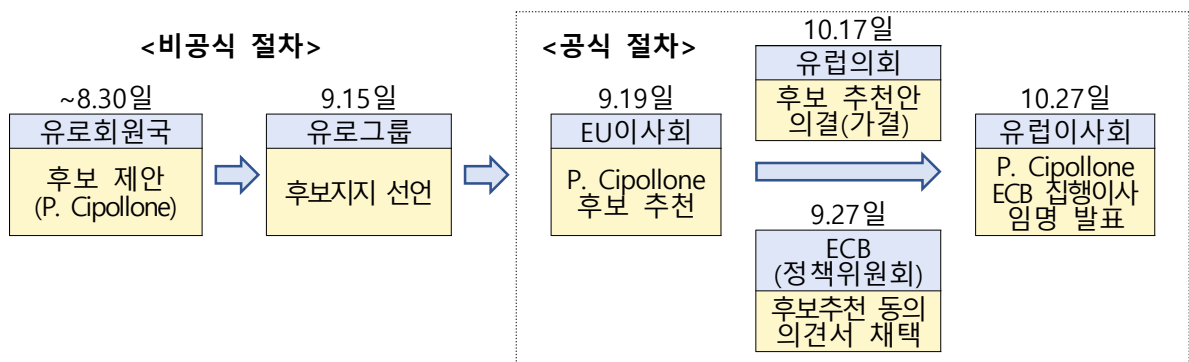 <비공식 절차>
~8.30일
유로회원국
후보 제안
(P. Cipollone)
9.15일
유로그룹
후보지지 선언
<공식 절차>
9.19일
EU이사회
P. Cipollone
후보 추천
10.17일
유럽의회
후보 추천안
의결(가결)
9.27일
ECB
(정책위원회)
후보추천 동의
의견서 채택
10.27일
유럽이사회
P. Cipollone
ECB 집행이사
임명 발표